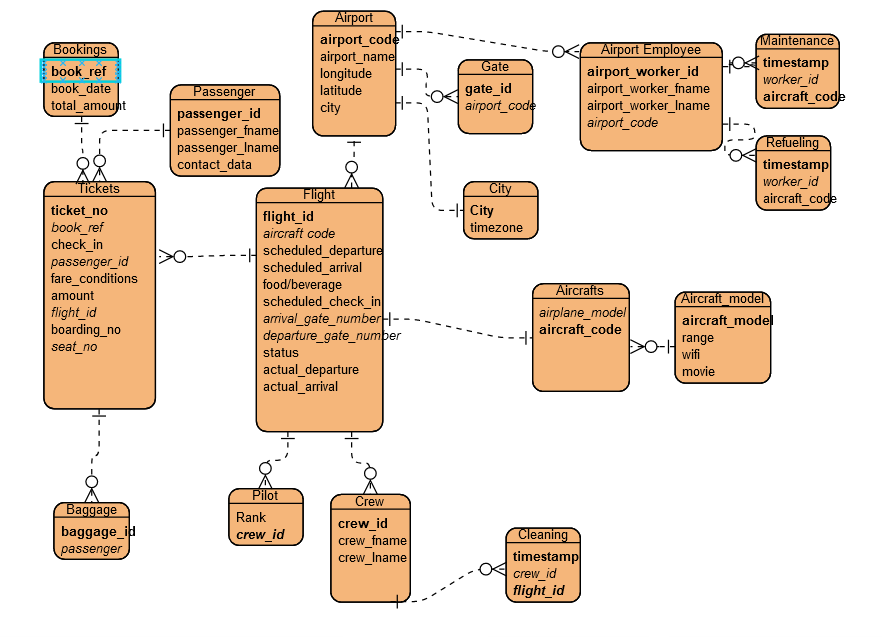 Bookings
book_ref
book_date
total_amount
Passenger
passenger_id
passenger_fname
passenger_lname
contact_data
Airport
airport_code
airport_name
longitude
latitude
city
Gate
gate_id
airport_code
Airport Employee
airport_worker_id
airport_worker_fname
airport_worker_lname
airport_code
Maintenance
timestamp
worker_id
aircraft_code
Refueling
timestamp
worker_id
aircraft_code
Tickets
ticket_no
book_ref
check_in
passenger_id
fare_conditions
amount
flight_id
boarding_no
seat_no
Flight
flight_id
aircraft code
scheduled_departure
scheduled_arrival
food/beverage
scheduled_check_in
arrival_gate_number
departure_gate_number
status
actual_departure
actual_arrival
City
City
timezone
Aircrafts
airplane_model
aircraft_code
Aircraft_model
aircraft_model
range
wifi
movie
Baggage
baggage_id
passenger
Pilot
Rank
crew_id
Crew
crew_id
crew_fname
crew_lname
Cleaning
timestamp
crew_id
flight_id